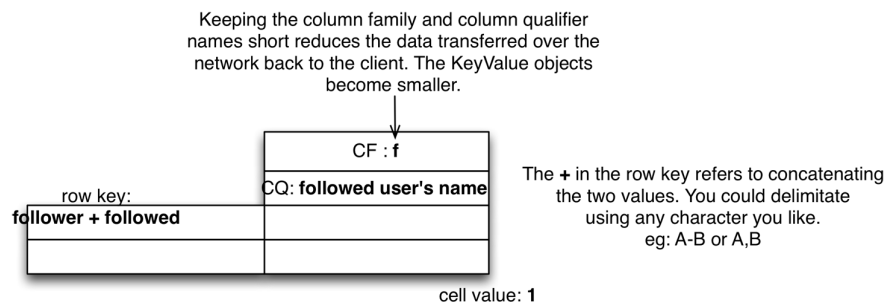 Keeping the column family and column qualifier
names short reduces the data transferred over the
network back to the client. The KeyValue objects
become smaller.
CF : f
CQ: followed user's name
row key:
follower + followed
The + in the row key refers to concatenating
the two values. You could delimitate
using any character you like.
eg: A-B or A,B
cell value: 1